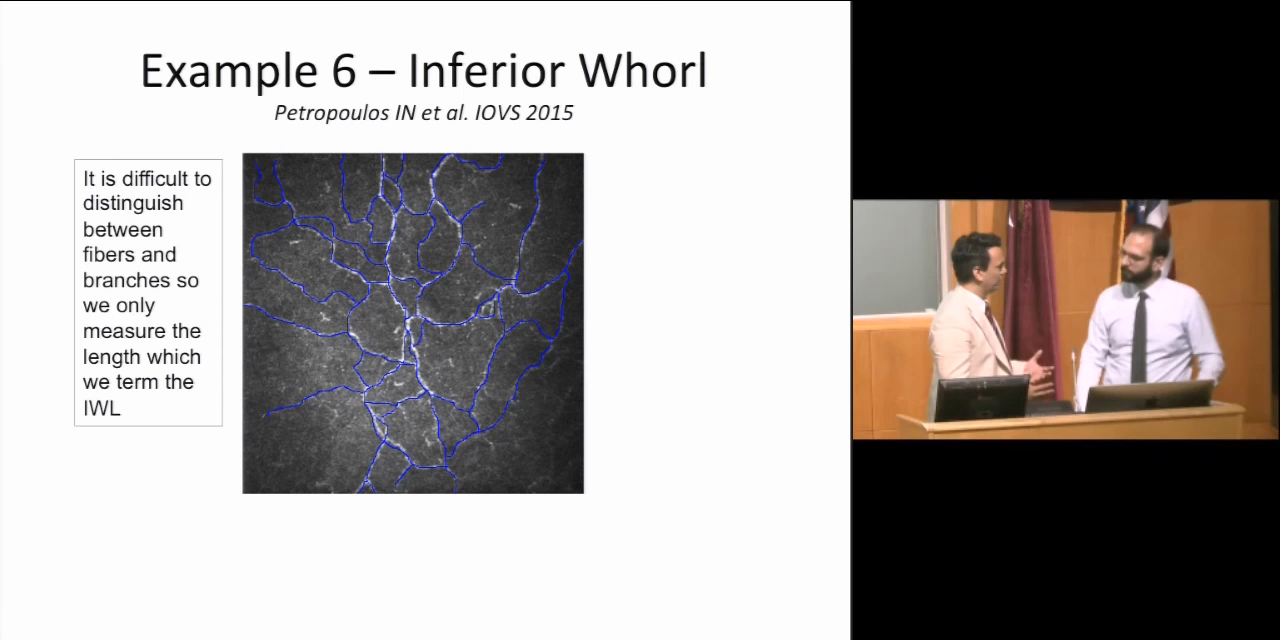 Example 6 – Inferior Whorl
Petropoulos IN et al. IOVS 2015
It is difficult to
distinguish
between
fibers and
branches so
we only
measure the
length which
we term the
IWL